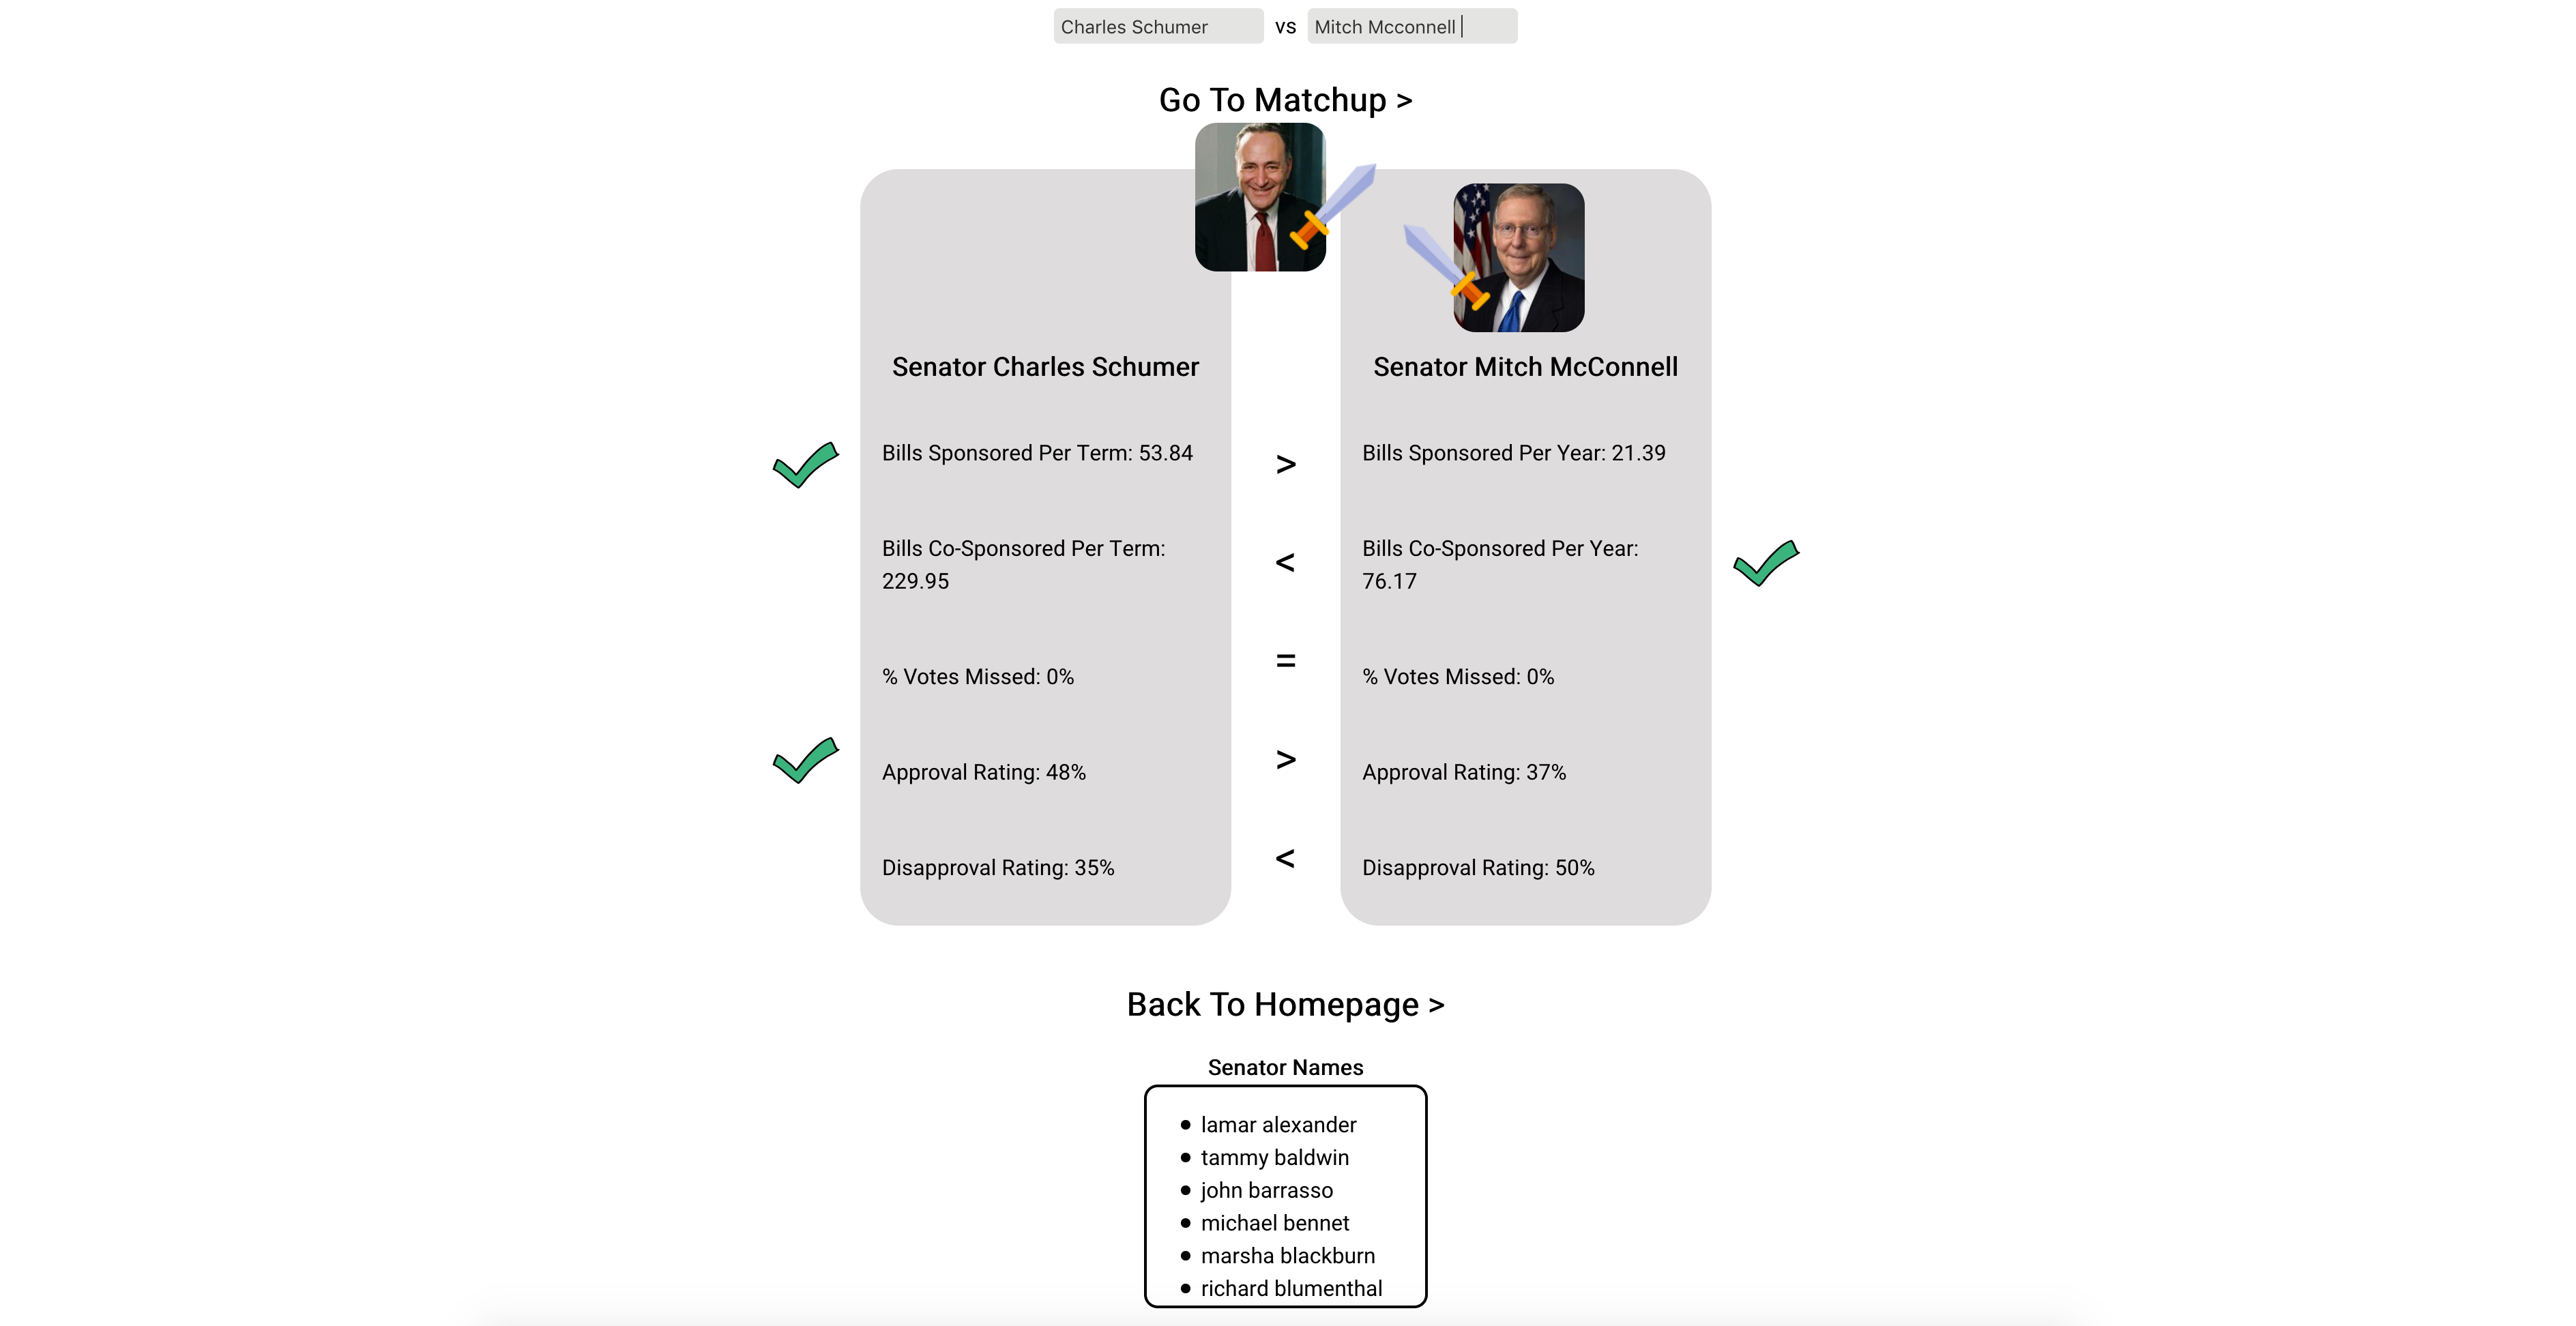 Charles Schumer vs Mitch Mcconnell
Go To Matchup >
Senator Charles Schumer
Bills Sponsored Per Term: 53.84
Bills Co-Sponsored Per Term:
229.95
% Votes Missed: 0%
Approval Rating: 48%
Disapproval Rating: 35%
>
<
=
>
<
Senator Mitch McConnell
Bills Sponsored Per Year: 21.39
Bills Co-Sponsored Per Year:
76.17
% Votes Missed: 0%
Approval Rating: 37%
Disapproval Rating: 50%
Back To Homepage >
Senator Names
lamar alexander
tammy baldwin
john barrasso
michael bennet
marsha blackburn
richard blumenthal